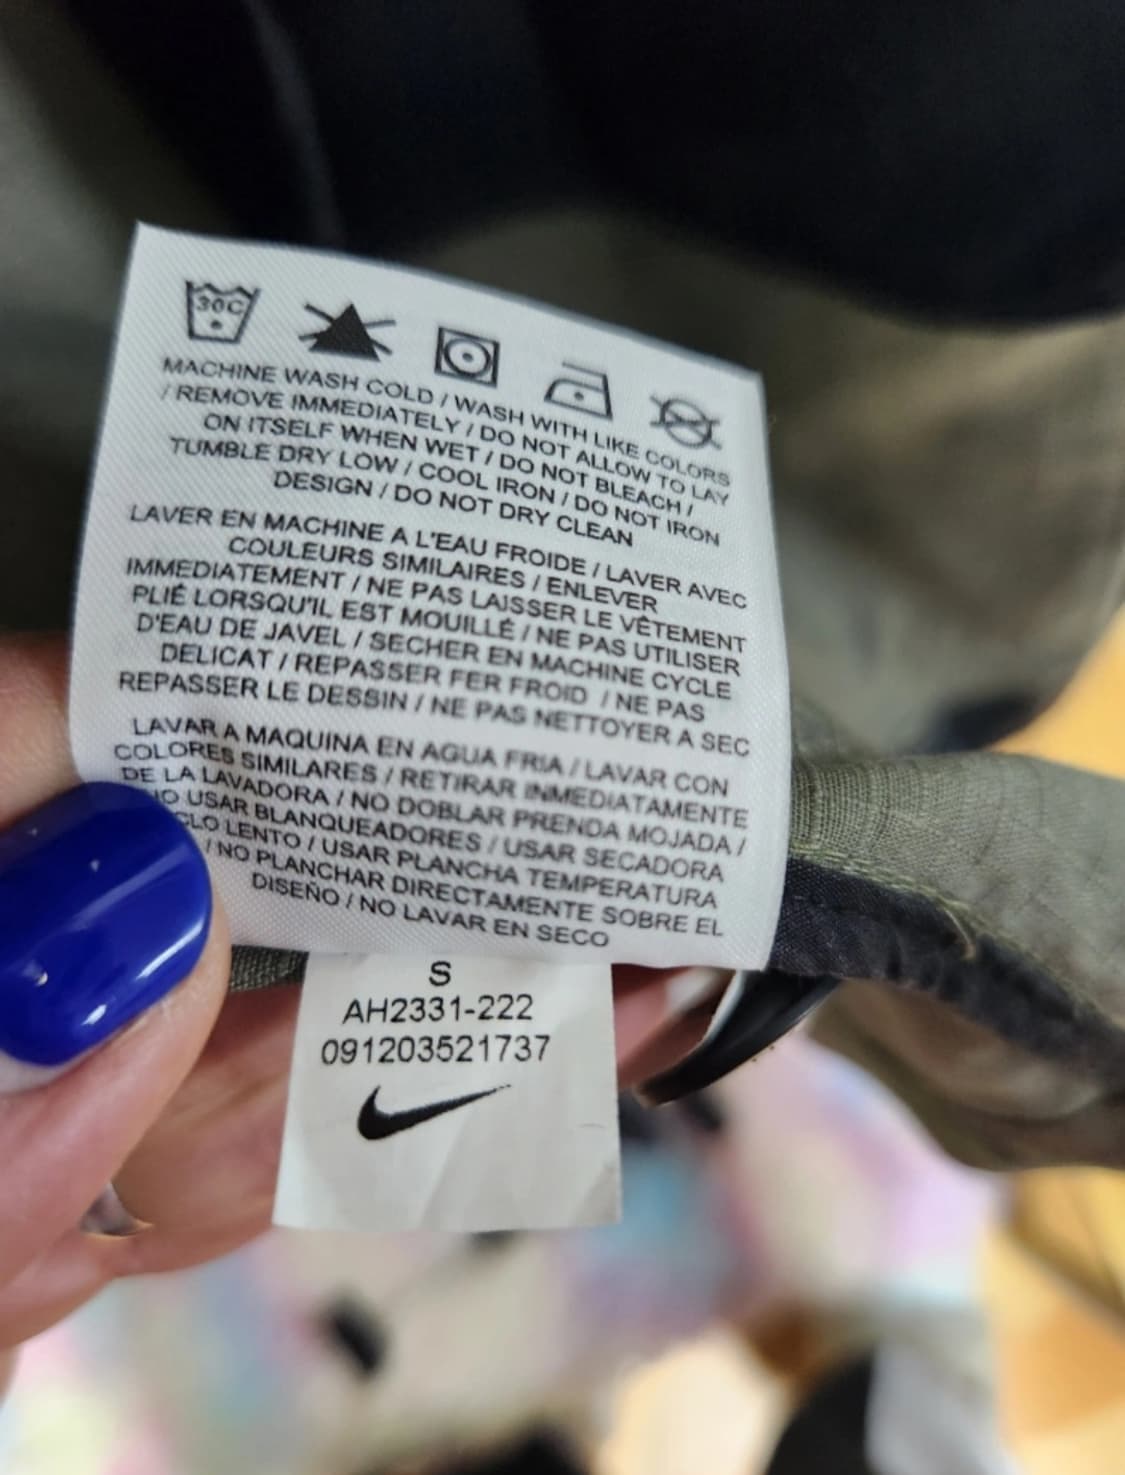 30C
MACHINE WASH COLD / WASH WITH LIKE COLORS
/ REMOVE IMMEDIATELY / DO NOT ALLOW TO LAY
ON ITSELF WHEN WET / DO NOT BLEACH /
TUMBLE DRY LOW / COOL IRON / DO NOT IRON
DESIGN / DO NOT DRY CLEAN
LAVER EN MACHINE A L'EAU FROIDE / LAVER AVEC
COULEURS SIMILAIRES / ENLEVER
IMMEDIATEMENT / NE PAS LAISSER LE VÊTEMENT
PLIÉ LORSQU'IL EST MOUILLÉ / NE PAS UTILISER
D'EAU DE JAVEL / SECHER EN MACHINE CYCLE
DELICAT / REPASSER FER FROID / NE PAS
REPASSER LE DESSIN / NE PAS NETTOYER A SEC
LAVAR A MAQUINA EN AGUA FRIA / LAVAR CON
COLORES SIMILARES / RETIRAR INMEDIATAMENTE
DE LA LAVADORA / NO DOBLAR PRENDA MOJADA /
NO USAR BLANQUEADORES / USAR SECADORA
LENTO / USAR PLANCHA TEMPERATURA
/ NO PLANCHAR DIRECTAMENTE SOBRE EL
DISEÑO / NO LAVAR EN SECO
S
AH2331-222
091203521737